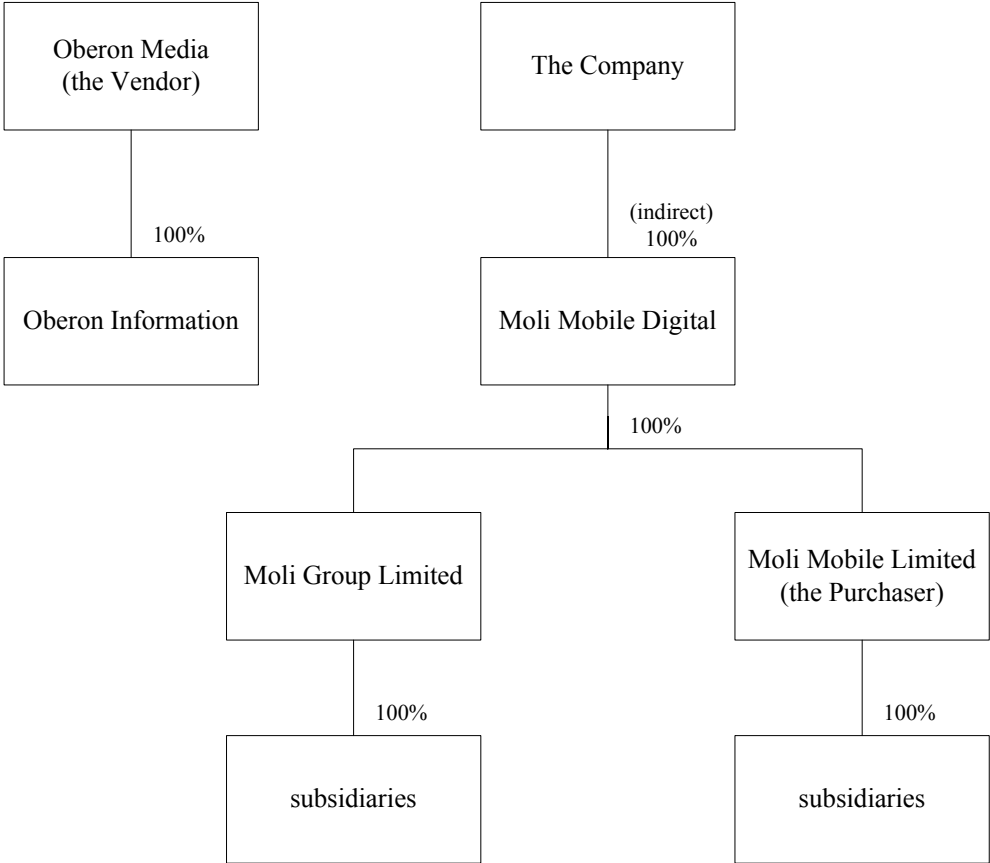 Oberon Media
(the Vendor)
The Company
100%
(indirect)
100%
Oberon Information
Moli Mobile Digital
100%
Moli Group Limited
Moli Mobile Limited
(the Purchaser)
100%
100%
subsidiaries
subsidiaries